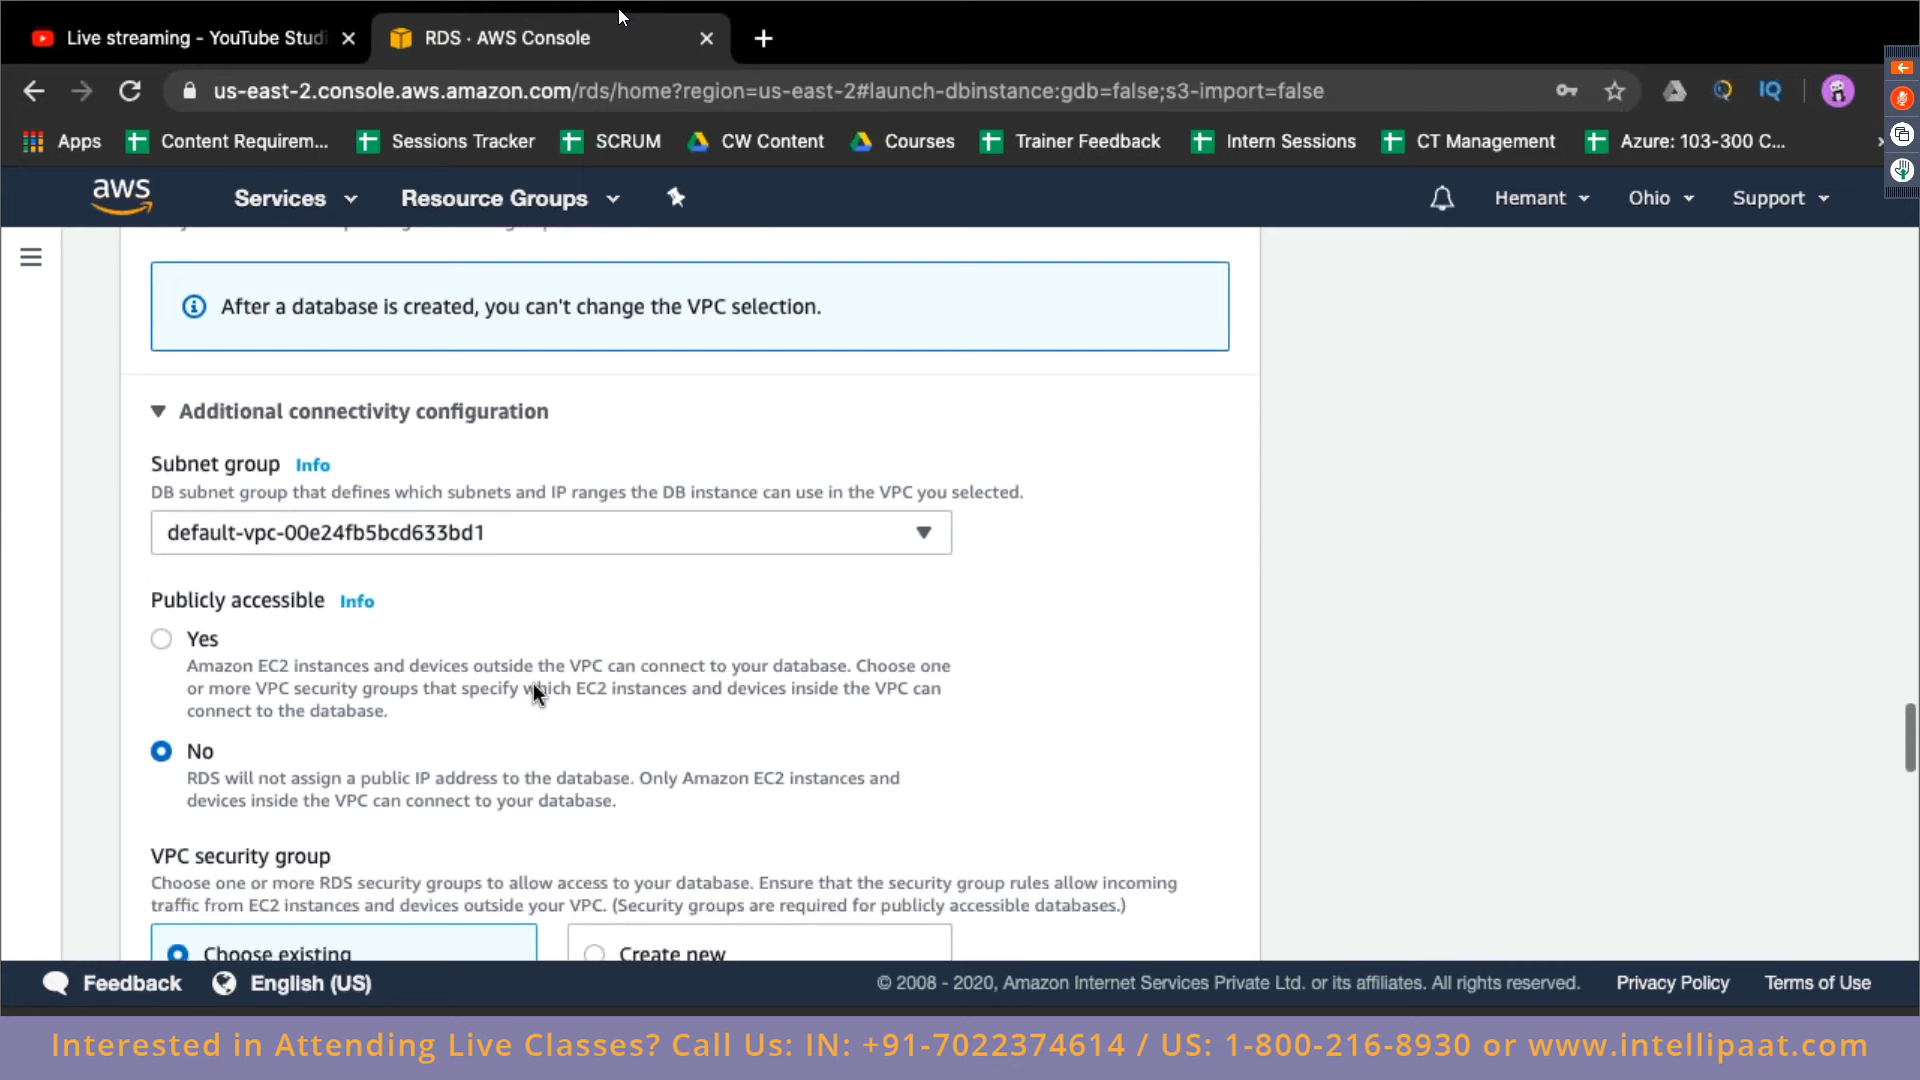 Live streaming - YouTube Studi
RDS · AWS Console
us-east-2.console.aws.amazon.com/rds/home?region=us-east-2#launch-dbinstance:gdb=false;s3-import=false
IQ
Apps
Content Requirem...
Sessions Tracker
SCRUM
CW Content
Courses
Trainer Feedback
Intern Sessions
CT Management
Azure: 103-300 C...
aws
Services
Resource Groups
Hemant
Ohio
Support
After a database is created, you can't change the VPC selection.
Additional connectivity configuration
Subnet group Info
DB subnet group that defines which subnets and IP ranges the DB instance can use in the VPC you selected.
default-vpc-00e24fb5bcd633bd1
Publicly accessible Info
Yes
Amazon EC2 instances and devices outside the VPC can connect to your database. Choose one
or more VPC security groups that specify which EC2 instances and devices inside the VPC can
connect to the database.
No
RDS will not assign a public IP address to the database. Only Amazon EC2 instances and
devices inside the VPC can connect to your database.
VPC security group
Choose one or more RDS security groups to allow access to your database. Ensure that the security group rules allow incoming
traffic from EC2 instances and devices outside your VPC. (Security groups are required for publicly accessible databases.)
Choose existing
Create new
Feedback
English (US)
© 2008 - 2020, Amazon Internet Services Private Ltd. or its affiliates. All rights reserved.
Privacy Policy
Terms of Use
Interested in Attending Live Classes? Call Us: IN: +91-7022374614 / US: 1-800-216-8930 or www.intellipaat.com